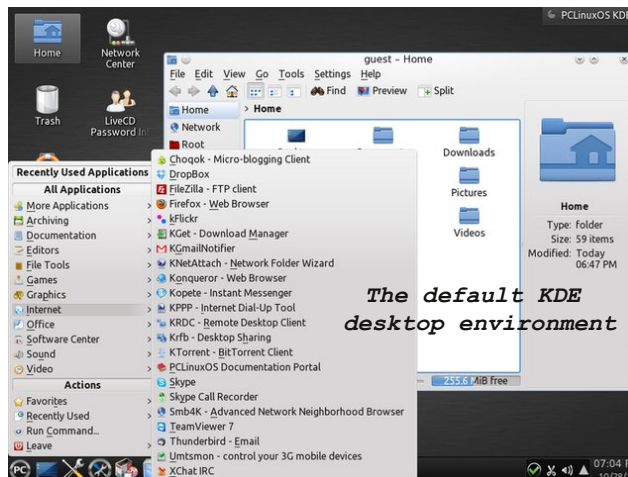 PCLinuxOS KDE
Home
Network
Center
Trash
LiveCD
Password
guest - Home
File Edit View Go Tools Settings Help
Find Preview Split
Home
Network
Root
> Home
Downloads
Pictures
Videos
Home
Type: folder
Size: 59 items
Modified: Today
06:47 PM
255.6 MiB free
Recently Used Applications
All Applications
More Applications
Archiving
Documentation
Editors
File Tools
Games
Graphics
Internet
Office
Software Center
Sound
Video
Actions
Favorites
Recently Used
Run Command...
Leave
Choqok - Micro-blogging Client
DropBox
FileZilla - FTP client
Firefox - Web Browser
kFlickr
KGet - Download Manager
KGmailNotifier
KNetAttach - Network Folder Wizard
Konqueror - Web Browser
Kopete - Instant Messenger
KPPP - Internet Dial-Up Tool
KRDC - Remote Desktop Client
Krfb - Desktop Sharing
KTorrent - BitTorrent Client
PCLinuxOS Documentation Portal
Skype
Skype Call Recorder
Smb4K - Advanced Network Neighborhood Browser
TeamViewer 7
Thunderbird - Email
Umtsmon - control your 3G mobile devices
XChat IRC
The default KDE
desktop environment
PC
07:04